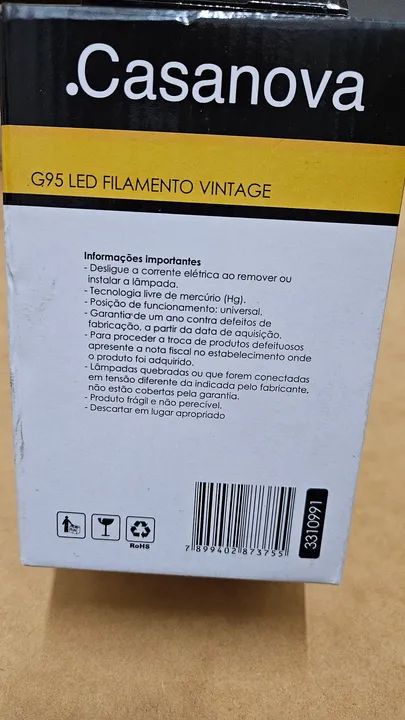 .Casanova
G95 LED FILAMENTO VINTAGE
Informações importantes
- Desligue a corrente elétrica ao remover ou
instalar a lâmpada.
- Tecnologia livre de mercúrio (Hg).
- Posição de funcionamento: universal.
- Garantia de um ano contra defeitos de
fabricação, a partir da data de aquisição.
- Para proceder a troca de produtos defeituosos
apresente a nota fiscal no estabelecimento onde
o produto foi adquirido.
- Lâmpadas quebradas ou que forem conectadas
em tensão diferente da indicada pelo fabricante,
não estão cobertas pela garantia.
- Produto frágil e não perecível.
- Descartar em lugar apropriado
RoHS
7 899402 873755
3310991